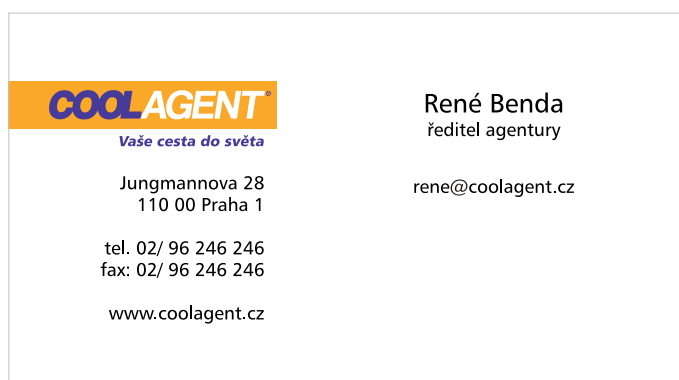 COOLAGENT®
Vaše cesta do světa
Jungmannova 28
110 00 Praha 1
tel. 02/ 96 246 246
fax: 02/ 96 246 246
www.coolagent.cz
René Benda
ředitel agentury
rene@coolagent.cz